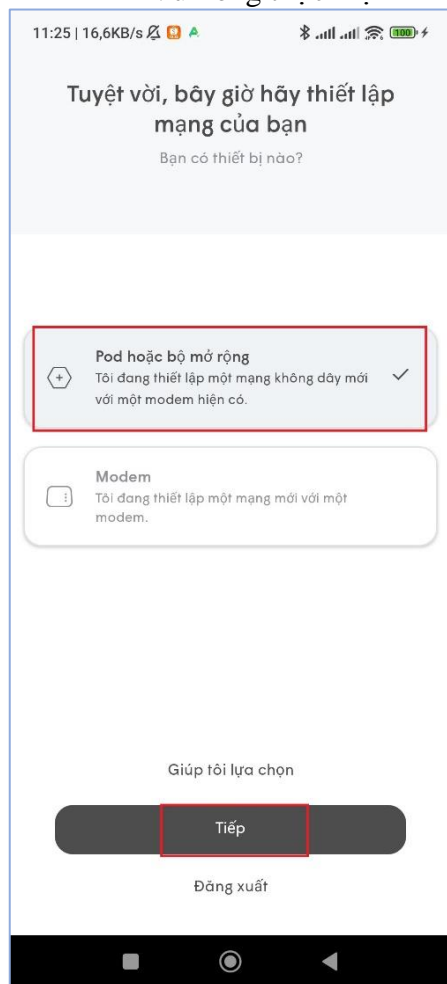 11:25 | 16,6KB/s
100
Tuyệt vời, bây giờ hãy thiết lập
mạng của bạn
Bạn có thiết bị nào?
Pod hoặc bộ mở rộng
Tôi đang thiết lập một mạng không dây mới
với một modem hiện có.
Modem
Tôi đang thiết lập một mạng mới với một
modem.
Giúp tôi lựa chọn
Tiếp
Đăng xuất